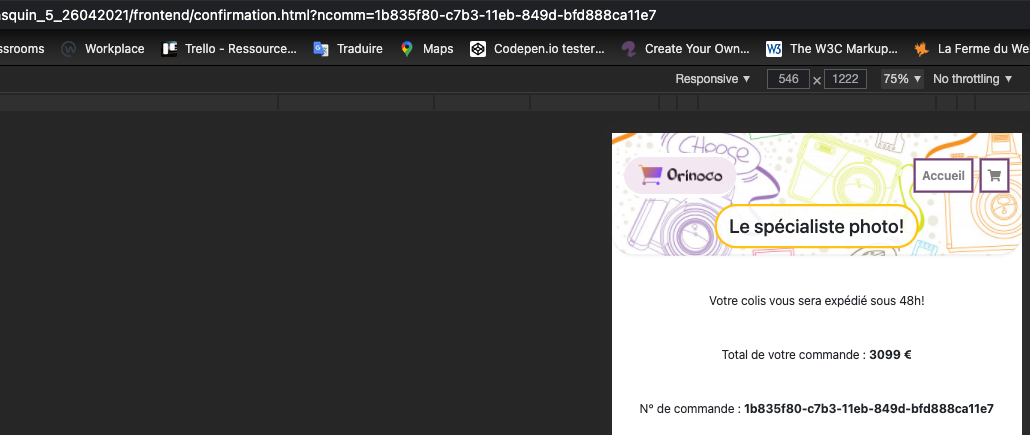 asquin_5_26042021/frontend/confirmation.html?ncomm=1b835f80-c7b3-11eb-849d-bfd888ca11e7
ssrooms Workplace Trello - Ressource... Traduire Maps Codepen.io tester... Create Your Own... W3 The W3C Markup... La Ferme du We
Responsive ▼ 546 × 1222 75% ▼ No throttling ▼
CHOOSE
Orinoco Accueil
Le spécialiste photo!
Votre colis vous sera expédié sous 48h!
Total de votre commande : 3099 €
N° de commande : 1b835f80-c7b3-11eb-849d-bfd888ca11e7